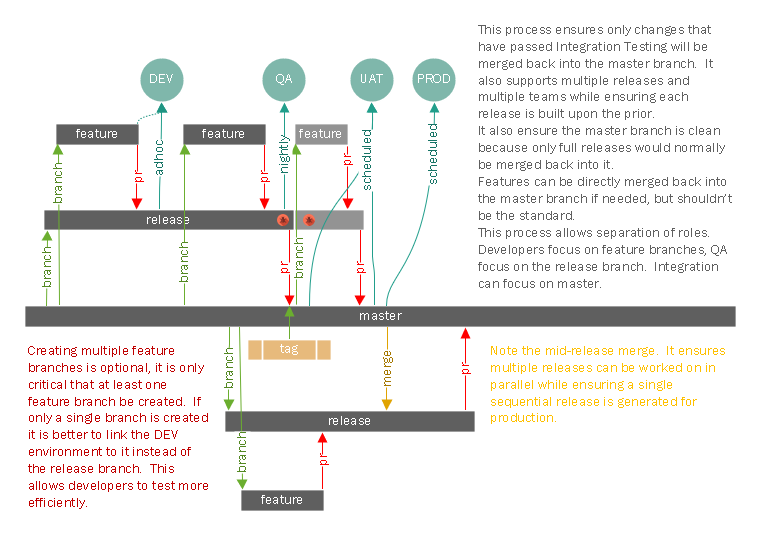 This process ensures only changes that
have passed Integration Testing will be
merged back into the master branch.  It
also supports multiple releases and
multiple teams while ensuring each
release is built upon the prior.
It also ensure the master branch is clean
because only full releases would normally
be merged back into it.
Features can be directly merged back into
the master branch if needed, but shouldn't
be the standard.
This process allows separation of roles.
Developers focus on feature branches, QA
focus on the release branch.  Integration
can focus on master.
DEV
QA
UAT
PROD
feature
feature
feature
branch
pr
adhoc
branch
pr
nightly
branch
pr
scheduled
scheduled
release
branch
pr
pr
master
tag
branch
branch
merge
pr
release
pr
feature
Creating multiple feature
branches is optional, it is only
critical that at least one
feature branch be created.  If
only a single branch is created
it is better to link the DEV
environment to it instead of
the release branch.  This
allows developers to test more
efficiently.
Note the mid-release merge.  It ensures
multiple releases can be worked on in
parallel while ensuring a single
sequential release is generated for
production.